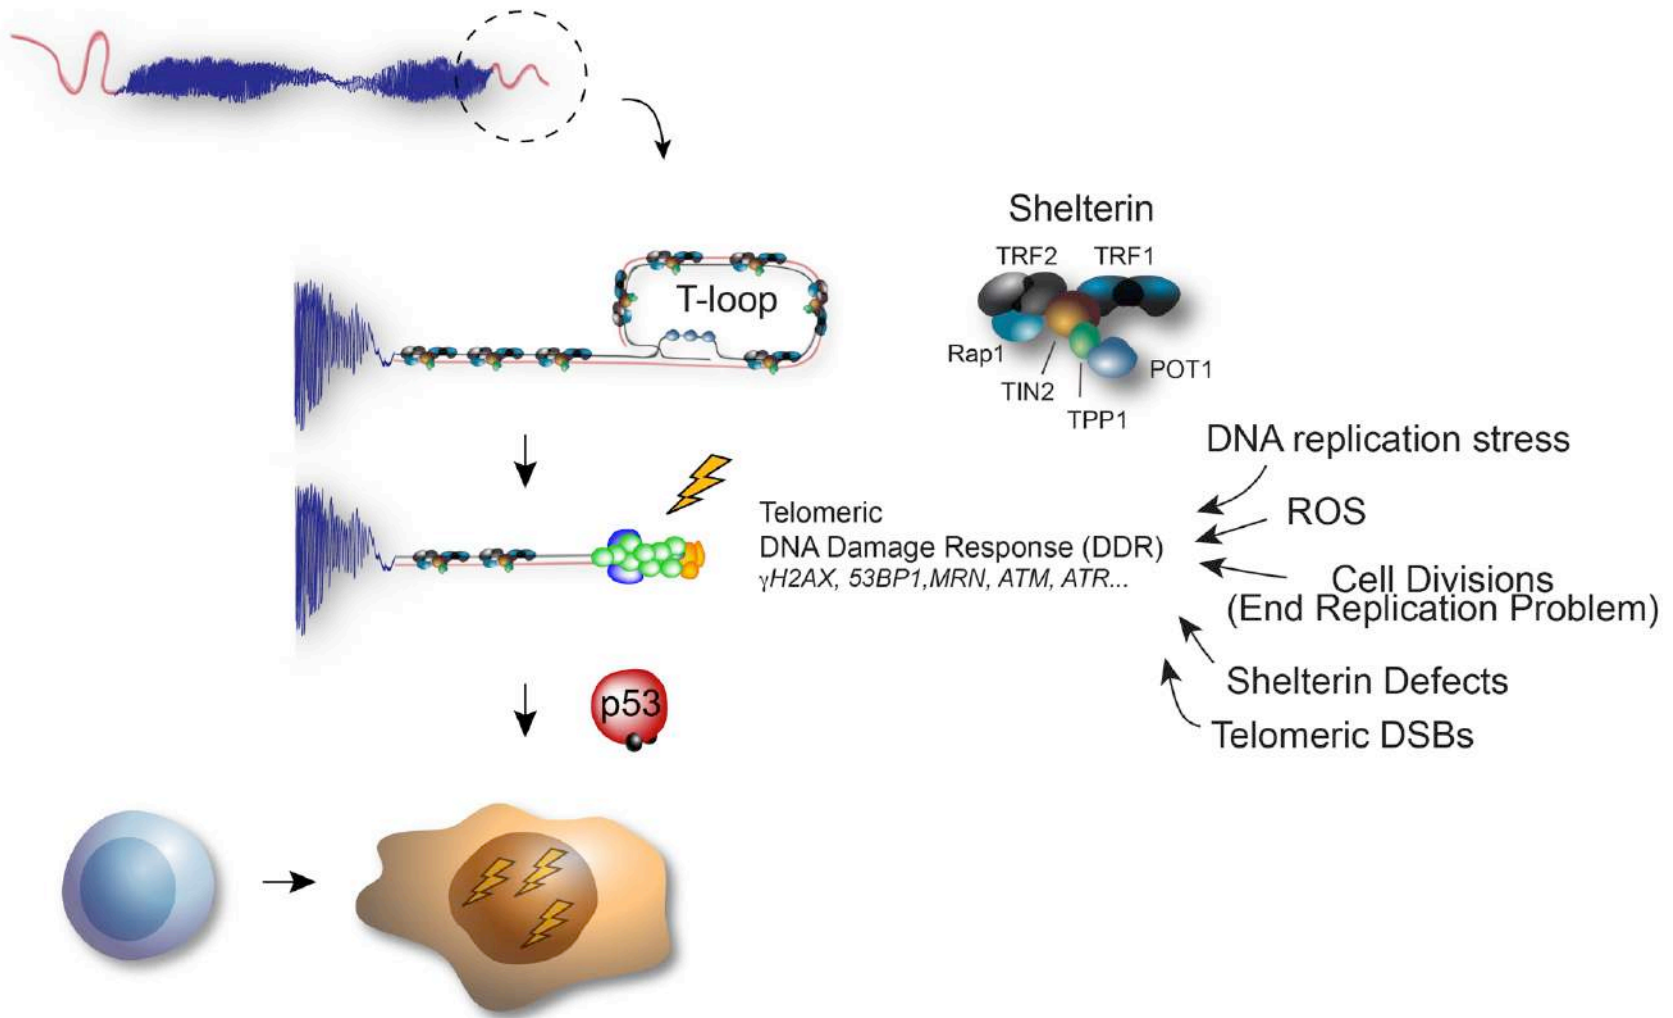 Shelterin
TRF2
TRF1
T-loop
Rap1
TIN2
TPP1
POT1
DNA replication stress
ROS
Cell Divisions
(End Replication Problem)
Shelterin Defects
Telomeric DSBs
Telomeric
DNA Damage Response (DDR)
γH2AX, 53BP1,MRN, ATM, ATR...
p53